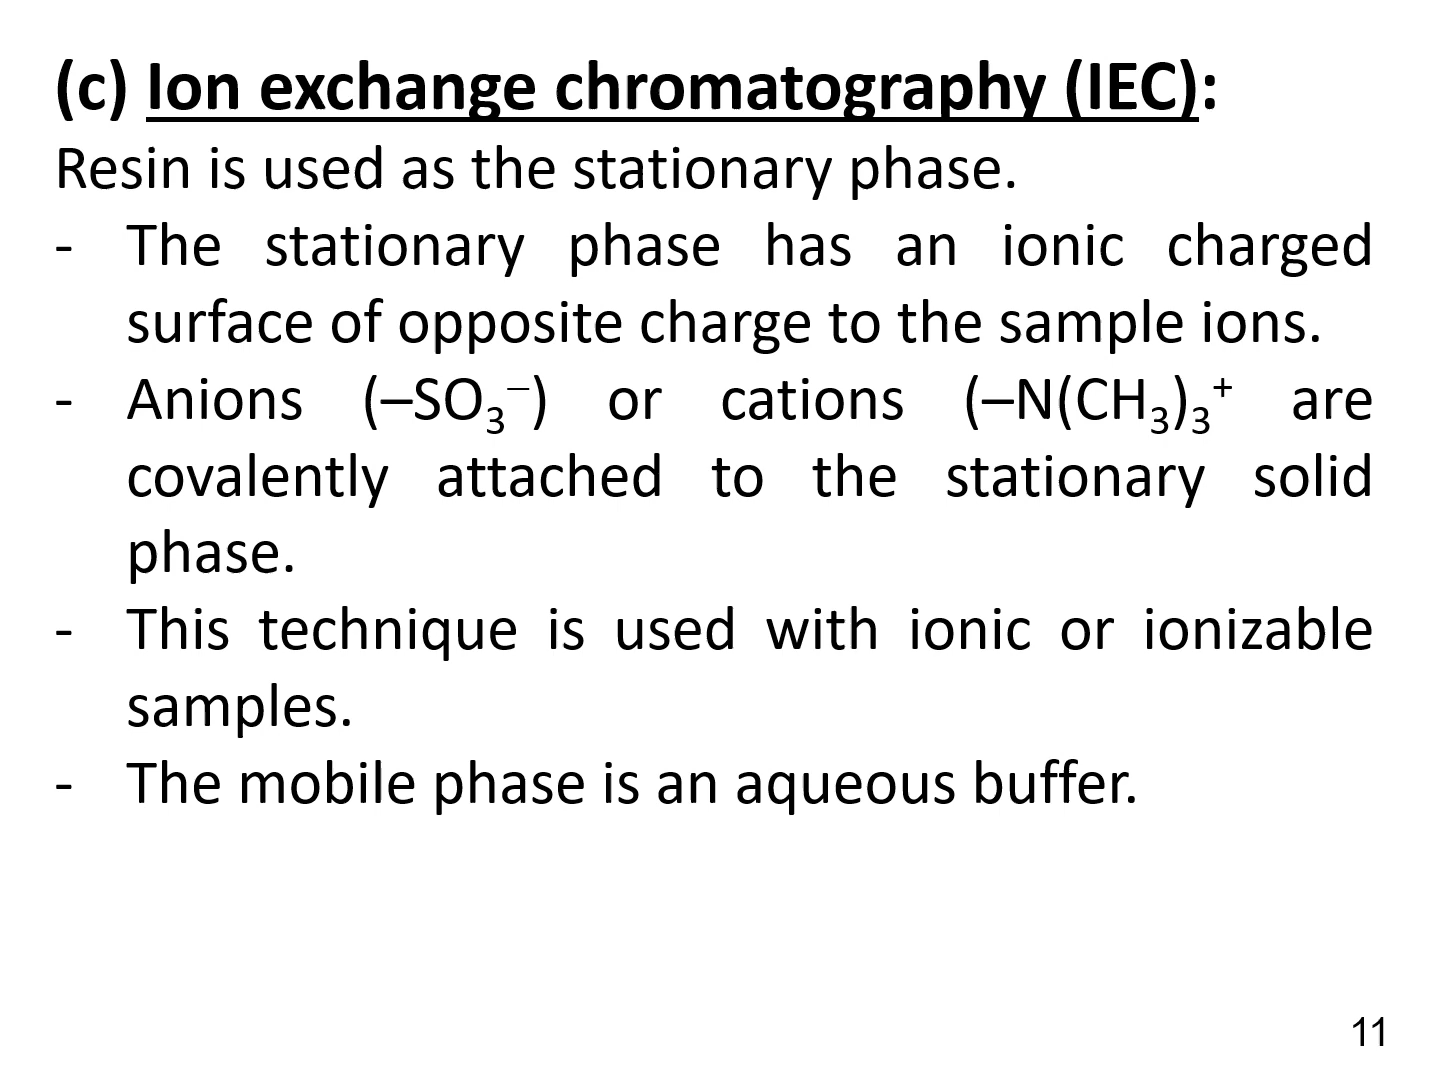 (c) Ion exchange chromatography (IEC):
Resin is used as the stationary phase.
- The stationary phase has an ionic charged
surface of opposite charge to the sample ions.
- Anions (–SO₃⁻) or cations (–N(CH₃)₃⁺ are
covalently attached to the stationary solid
phase.
- This technique is used with ionic or ionizable
samples.
- The mobile phase is an aqueous buffer.
11